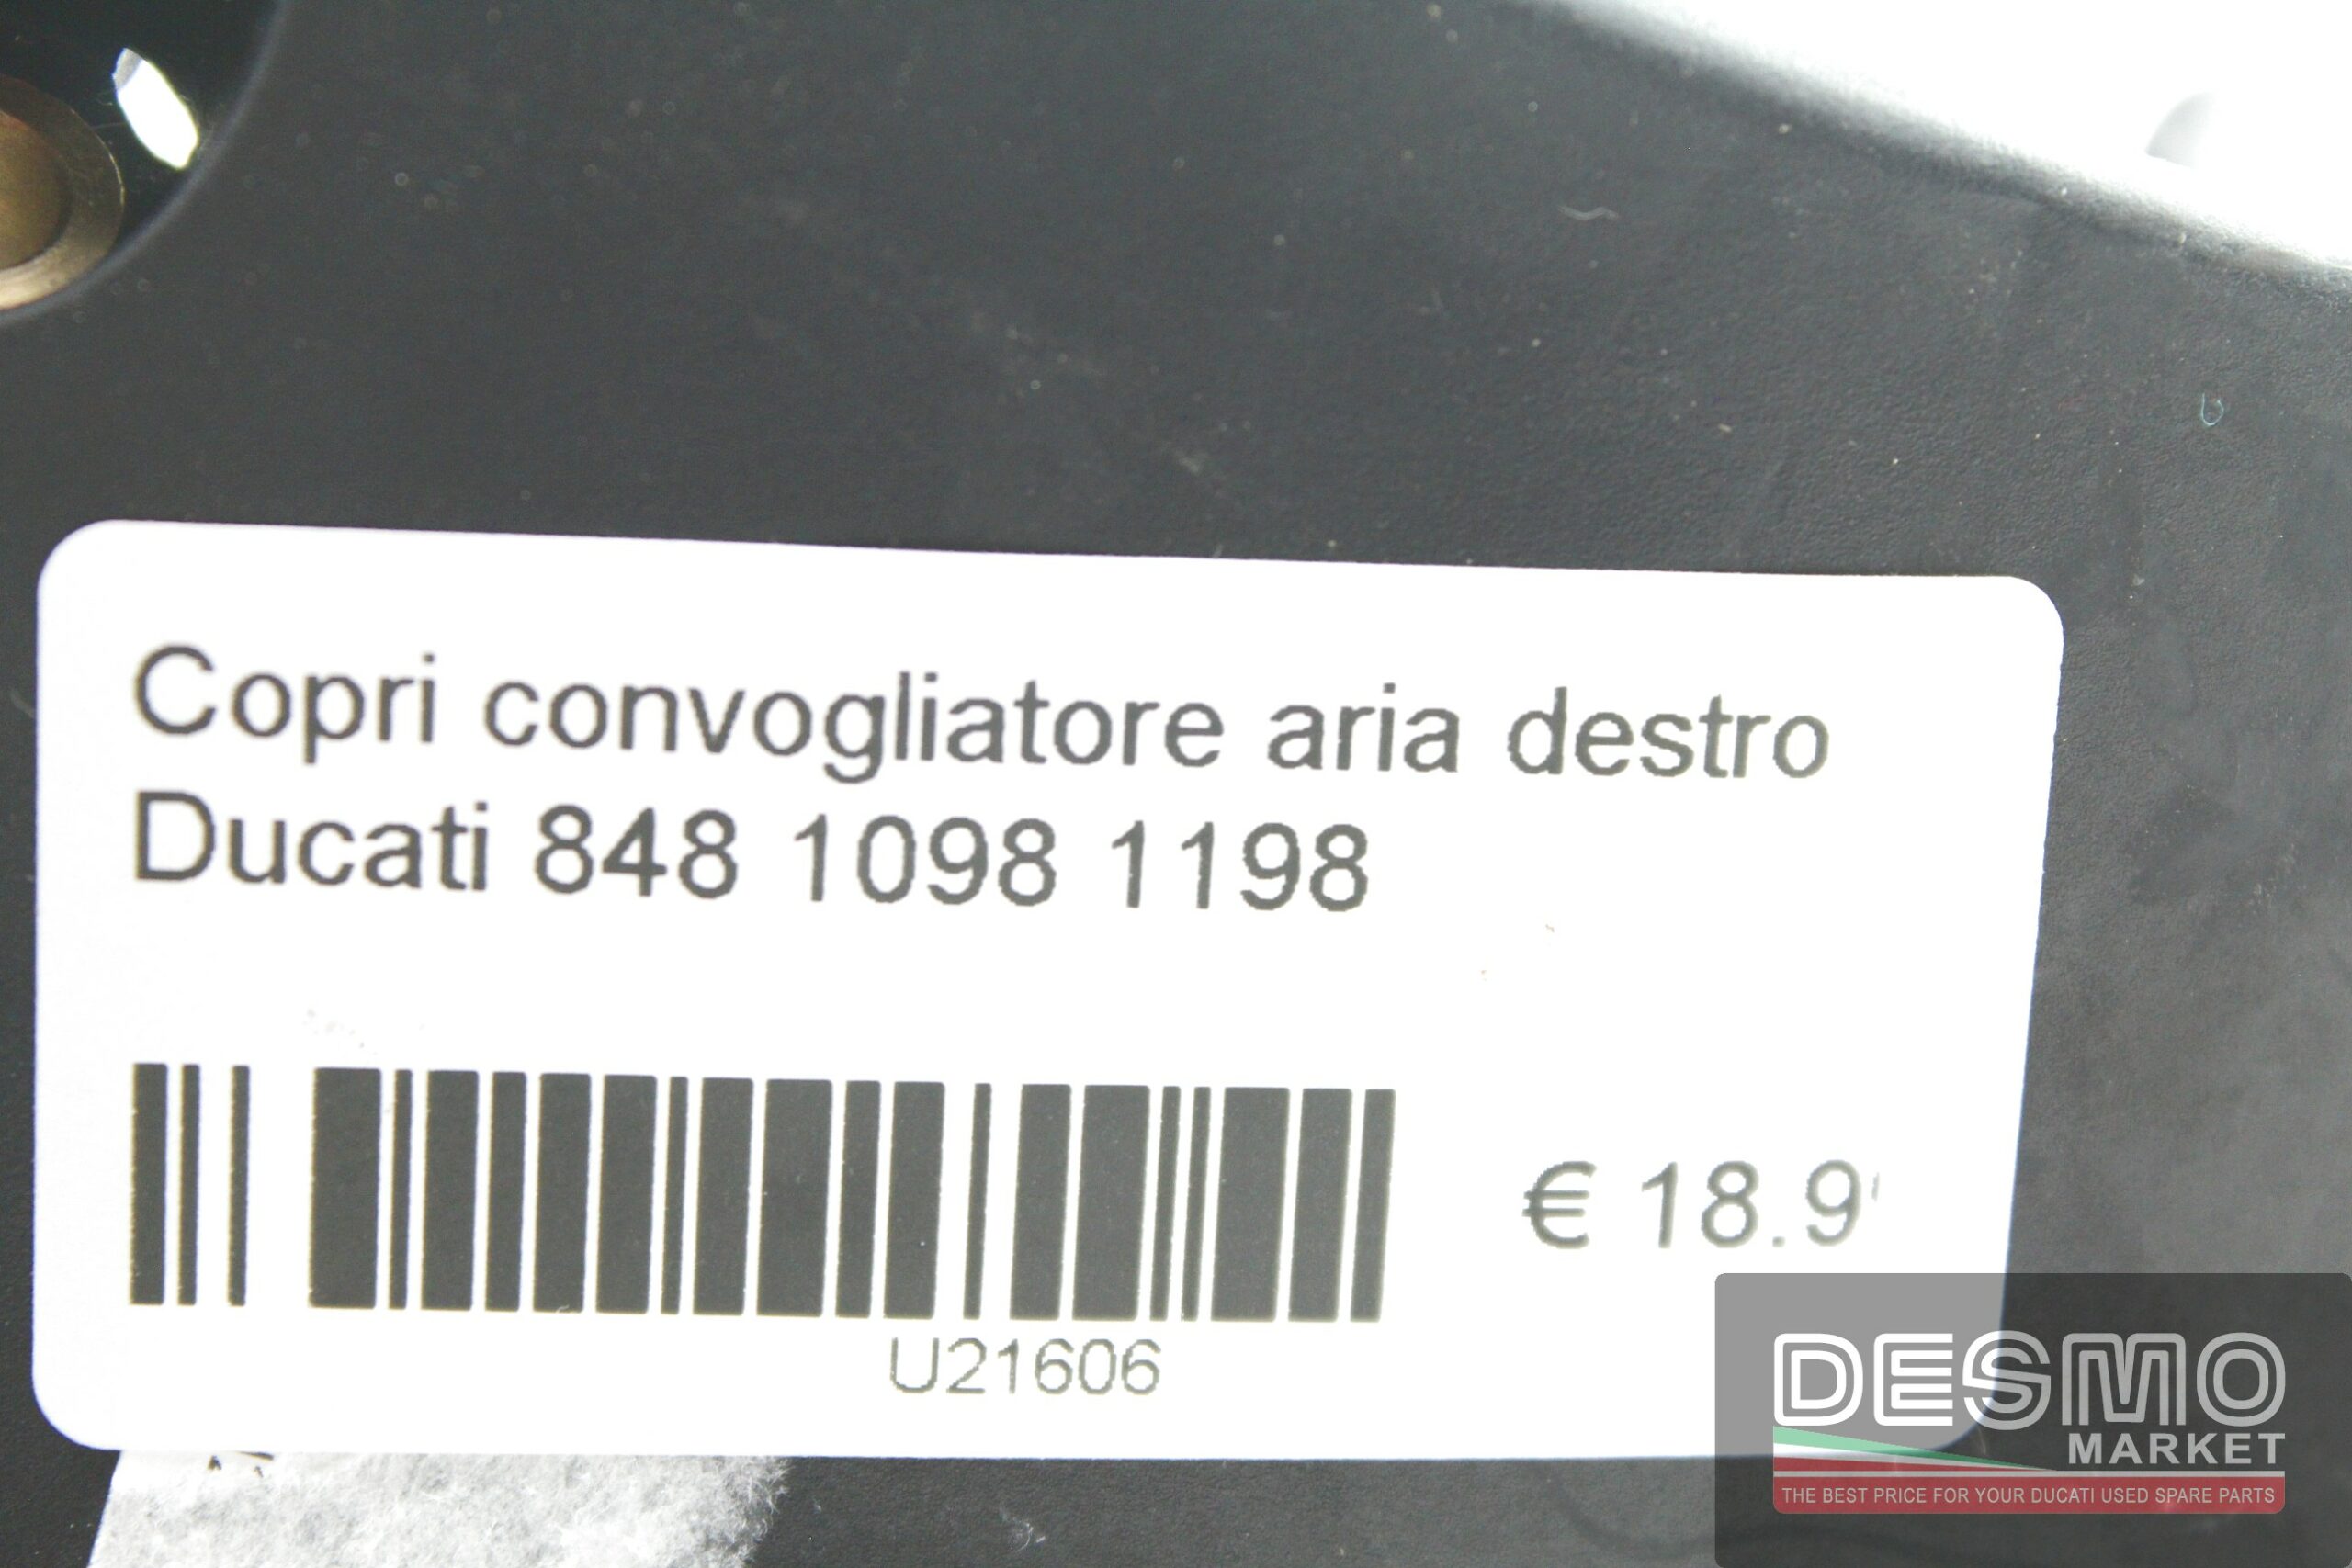 Copri convogliatore aria destro
Ducati 848 1098 1198
€ 18.9
U21606
DESMO
MARKET
THE BEST PRICE FOR YOUR DUCATI USED SPARE PARTS